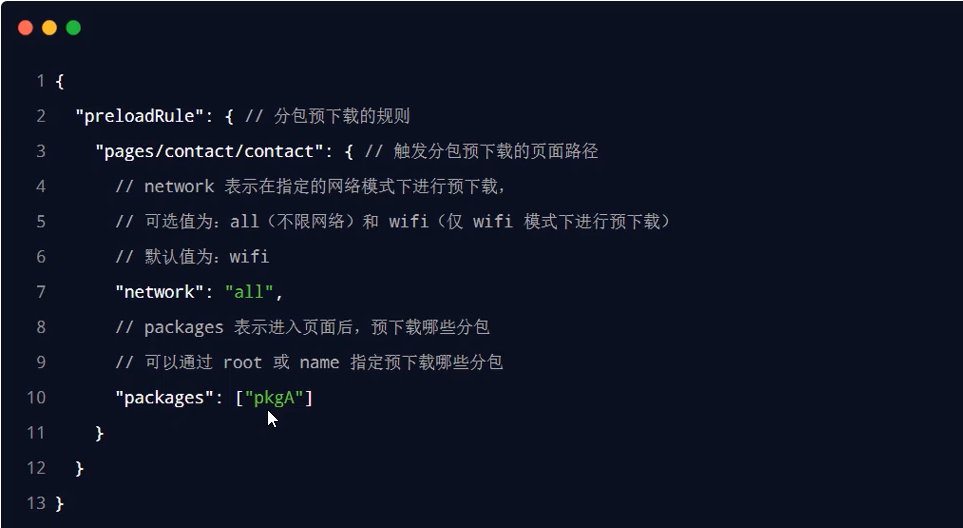 1 {
2 "preloadRule": { // 分包预下载的规则
3 "pages/contact/contact": { // 触发分包预下载的页面路径
4 // network 表示在指定的网络模式下进行预下载，
5 // 可选值为：all（不限网络）和 wifi（仅 wifi 模式下进行预下载）
6 // 默认值为：wifi
7 "network": "all",
8 // packages 表示进入页面后，预下载哪些分包
9 // 可以通过 root 或 name 指定预下载哪些分包
10 "packages": ["pkgA"]
11 }
12 }
13 }